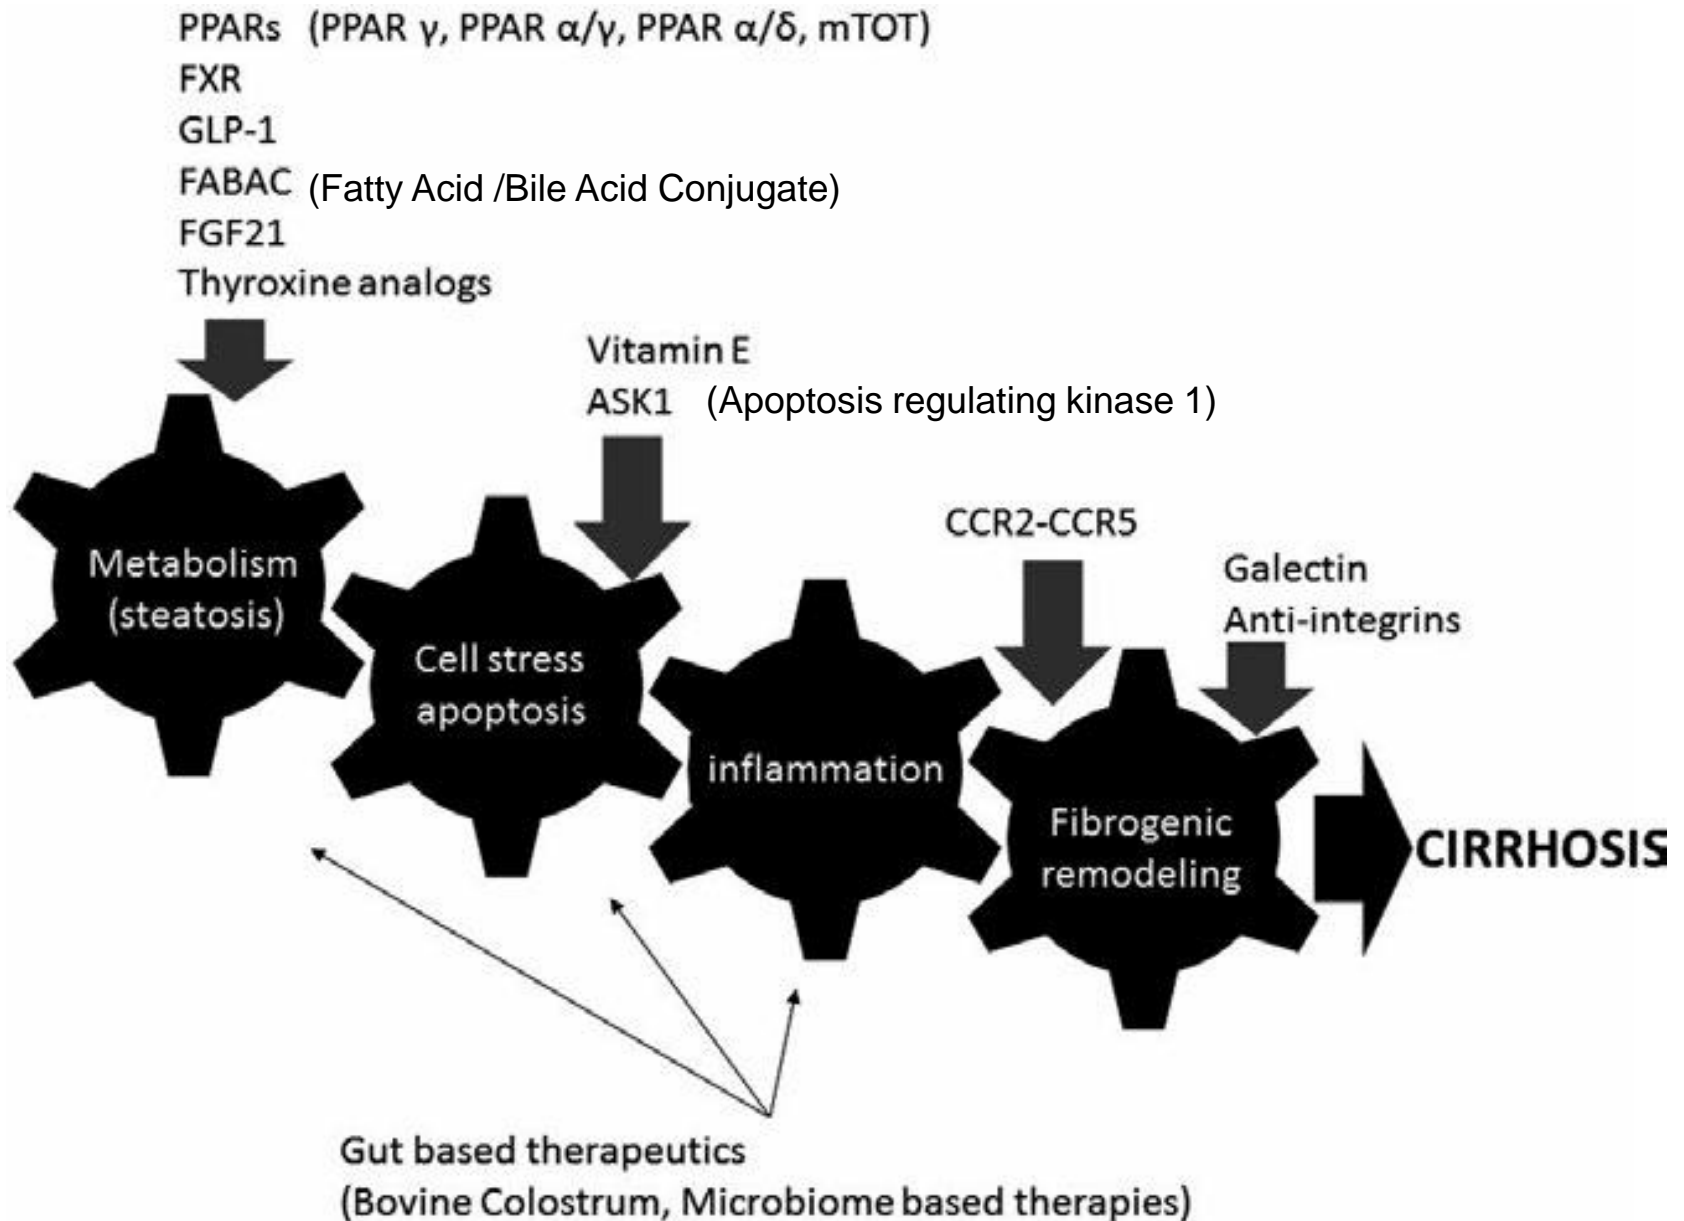 PPARs (PPAR γ, PPAR α/γ, PPAR α/δ, mTOT)
FXR
GLP-1
FABAC (Fatty Acid /Bile Acid Conjugate)
FGF21
Thyroxine analogs
Vitamin E
ASK1 (Apoptosis regulating kinase 1)
CCR2-CCR5
Galectin
Anti-integrins
Metabolism
(steatosis)
Cell stress
apoptosis
inflammation
Fibrogenic
remodeling
CIRRHOSIS
Gut based therapeutics
(Bovine Colostrum, Microbiome based therapies)